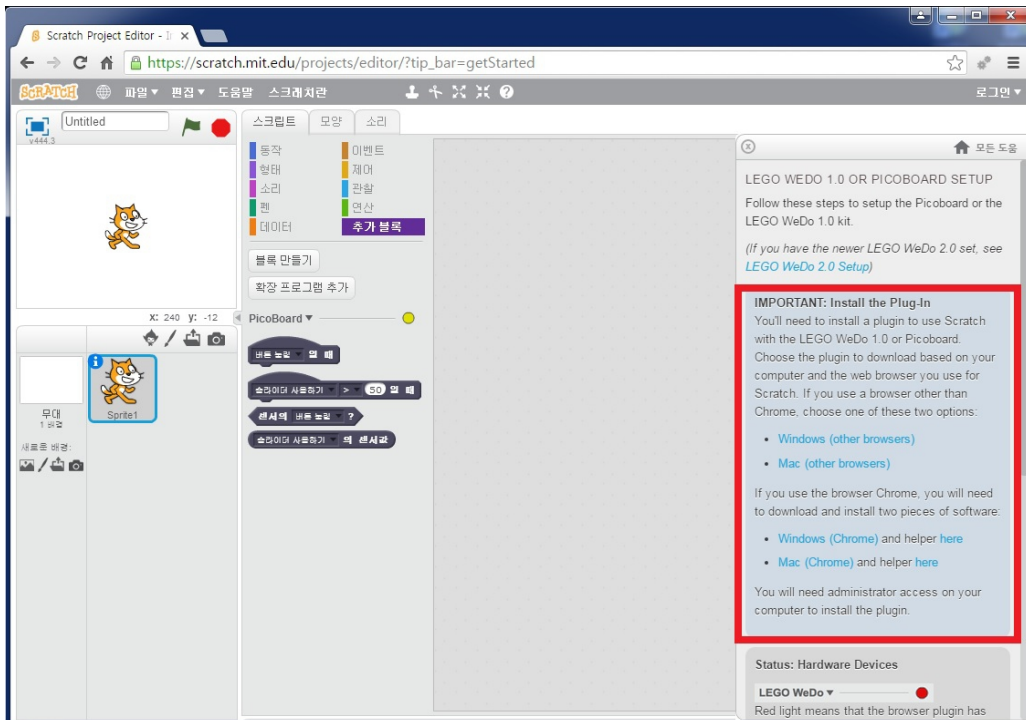 Scratch Project Editor - I
https://scratch.mit.edu/projects/editor/?tip_bar=getStarted
SCRATCH 파일▼ 편집▼ 도움말 스크래치란 로그인▼
Untitled
v444.3
스크립트 모양 소리
동작 이벤트
형태 제어
소리 관찰
펜 연산
데이터 추가 블록
블록 만들기
확장 프로그램 추가
X: 240 y: -12
PicoBoard ▼
버튼 눌림 일 때
슬라이더 사용하기 > 50 일 때
센서의 버튼 눌림 ?
슬라이더 사용하기 의 센서값
무대
1 배경
Sprite1
새로운 배경:
모든 도움
LEGO WEDO 1.0 OR PICOBOARD SETUP
Follow these steps to setup the Picoboard or the
LEGO WeDo 1.0 kit.
(If you have the newer LEGO WeDo 2.0 set, see
LEGO WeDo 2.0 Setup)
IMPORTANT: Install the Plug-In
You'll need to install a plugin to use Scratch
with the LEGO WeDo 1.0 or Picoboard.
Choose the plugin to download based on your
computer and the web browser you use for
Scratch. If you use a browser other than
Chrome, choose one of these two options:
• Windows (other browsers)
• Mac (other browsers)
If you use the browser Chrome, you will need
to download and install two pieces of software:
• Windows (Chrome) and helper here
• Mac (Chrome) and helper here
You will need administrator access on your
computer to install the plugin.
Status: Hardware Devices
LEGO WeDo ▼
Red light means that the browser plugin has